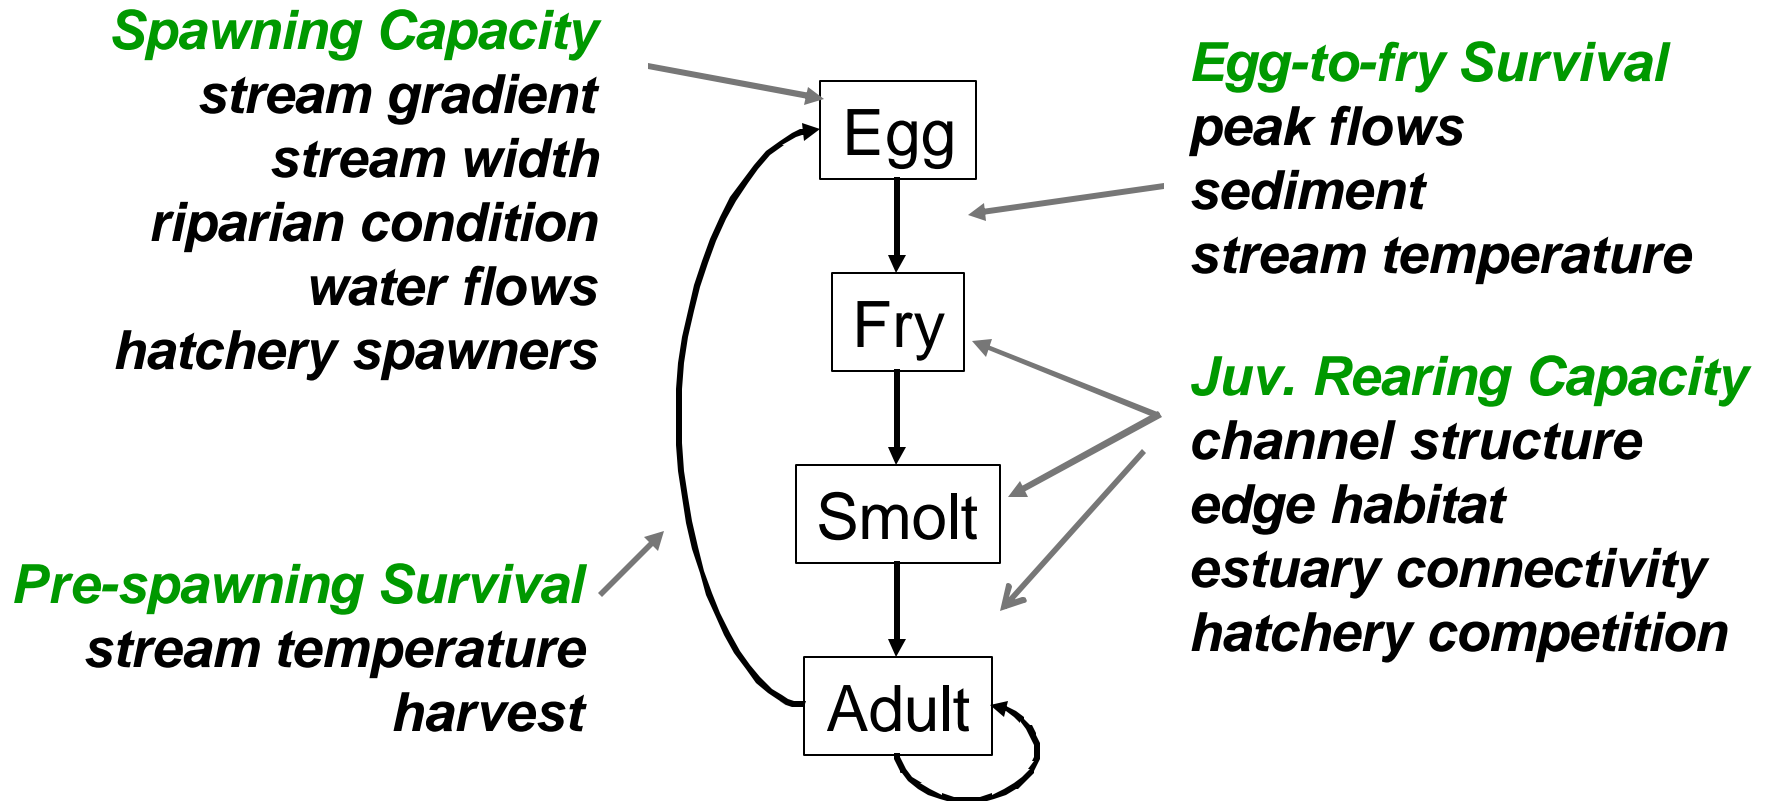 Spawning Capacity
stream gradient
stream width
riparian condition
water flows
hatchery spawners
Pre-spawning Survival
stream temperature
harvest
Egg
Fry
Smolt
Adult
Egg-to-fry Survival
peak flows
sediment
stream temperature
Juv. Rearing Capacity
channel structure
edge habitat
estuary connectivity
hatchery competition